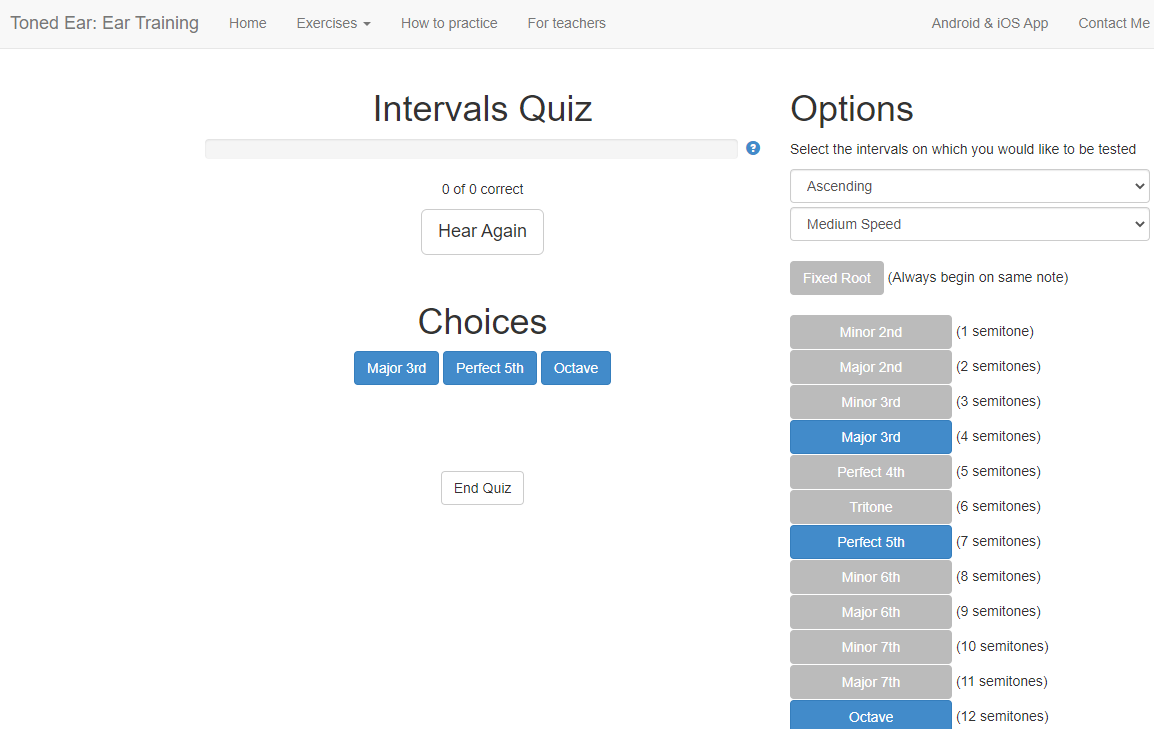 Toned Ear: Ear Training Home Exercises How to practice For teachers Android & iOS App Contact Me
Intervals Quiz
?
0 of 0 correct
Hear Again
Choices
Major 3rd Perfect 5th Octave
End Quiz
Options
Select the intervals on which you would like to be tested
Ascending
Medium Speed
Fixed Root (Always begin on same note)
Minor 2nd (1 semitone)
Major 2nd (2 semitones)
Minor 3rd (3 semitones)
Major 3rd (4 semitones)
Perfect 4th (5 semitones)
Tritone (6 semitones)
Perfect 5th (7 semitones)
Minor 6th (8 semitones)
Major 6th (9 semitones)
Minor 7th (10 semitones)
Major 7th (11 semitones)
Octave (12 semitones)